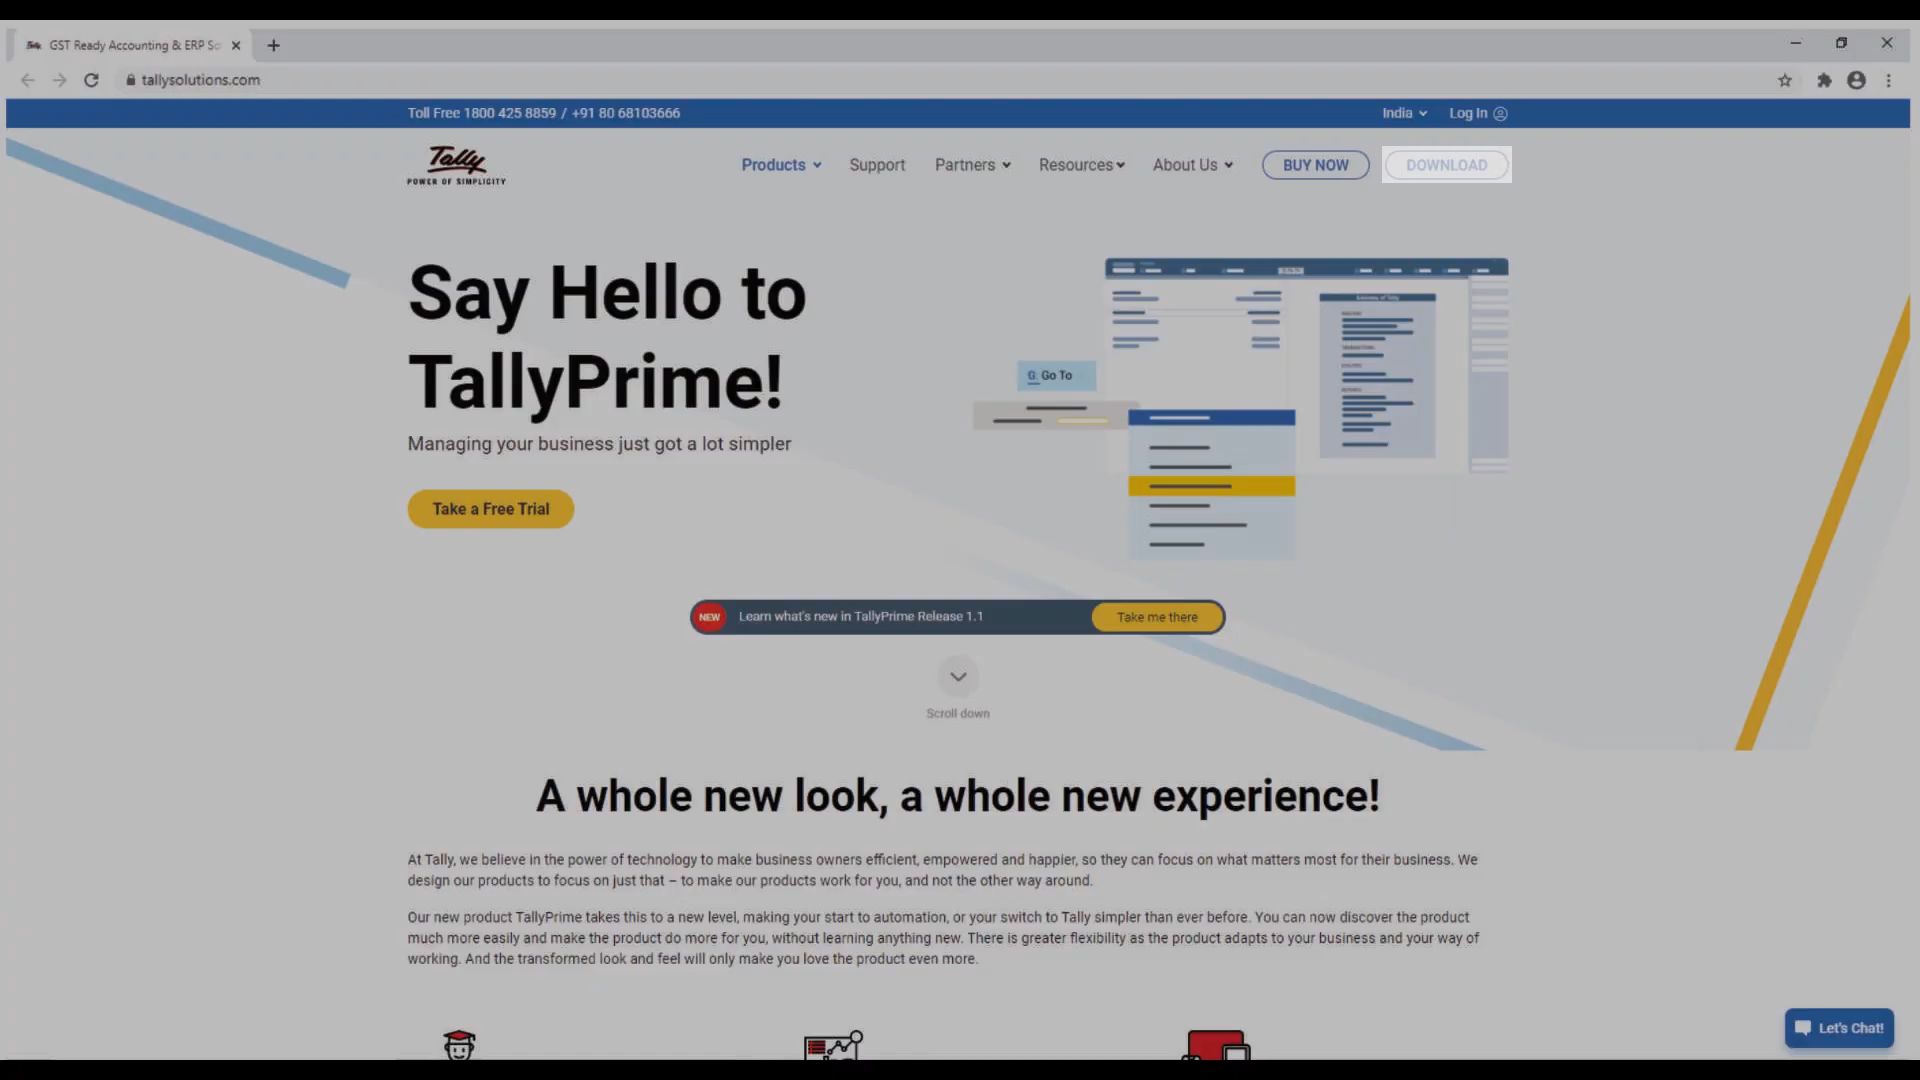 GST Ready Accounting & ERP So
tallysolutions.com
Toll Free 1800 425 8859 / +91 80 68103666
India
Log In
Tally
POWER OF SIMPLICITY
Products
Support
Partners
Resources
About Us
BUY NOW
DOWNLOAD
Say Hello to
TallyPrime!
Managing your business just got a lot simpler
Take a Free Trial
G: Go To
NEW
Learn what's new in TallyPrime Release 1.1
Take me there
Scroll down
A whole new look, a whole new experience!
At Tally, we believe in the power of technology to make business owners efficient, empowered and happier, so they can focus on what matters most for their business. We
design our products to focus on just that – to make our products work for you, and not the other way around.
Our new product TallyPrime takes this to a new level, making your start to automation, or your switch to Tally simpler than ever before. You can now discover the product
much more easily and make the product do more for you, without learning anything new. There is greater flexibility as the product adapts to your business and your way of
working. And the transformed look and feel will only make you love the product even more.
Let's Chat!